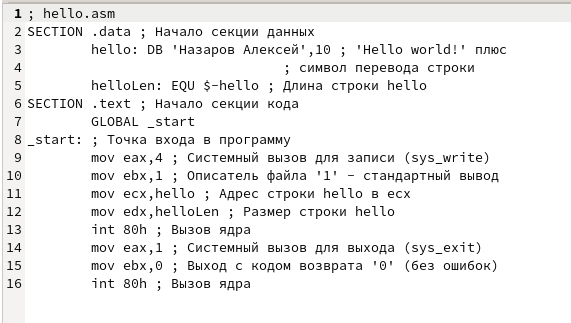 1 ; hello.asm
2 SECTION .data ; Начало секции данных
3         hello: DB 'Назаров Алексей',10 ; 'Hello world!' плюс
4                                 ; символ перевода строки
5         helloLen: EQU $-hello ; Длина строки hello
6 SECTION .text ; Начало секции кода
7         GLOBAL _start
8 _start: ; Точка входа в программу
9         mov eax,4 ; Системный вызов для записи (sys_write)
10         mov ebx,1 ; Описатель файла '1' - стандартный вывод
11         mov ecx,hello ; Адрес строки hello в ecx
12         mov edx,helloLen ; Размер строки hello
13         int 80h ; Вызов ядра
14         mov eax,1 ; Системный вызов для выхода (sys_exit)
15         mov ebx,0 ; Выход с кодом возврата '0' (без ошибок)
16         int 80h ; Вызов ядра